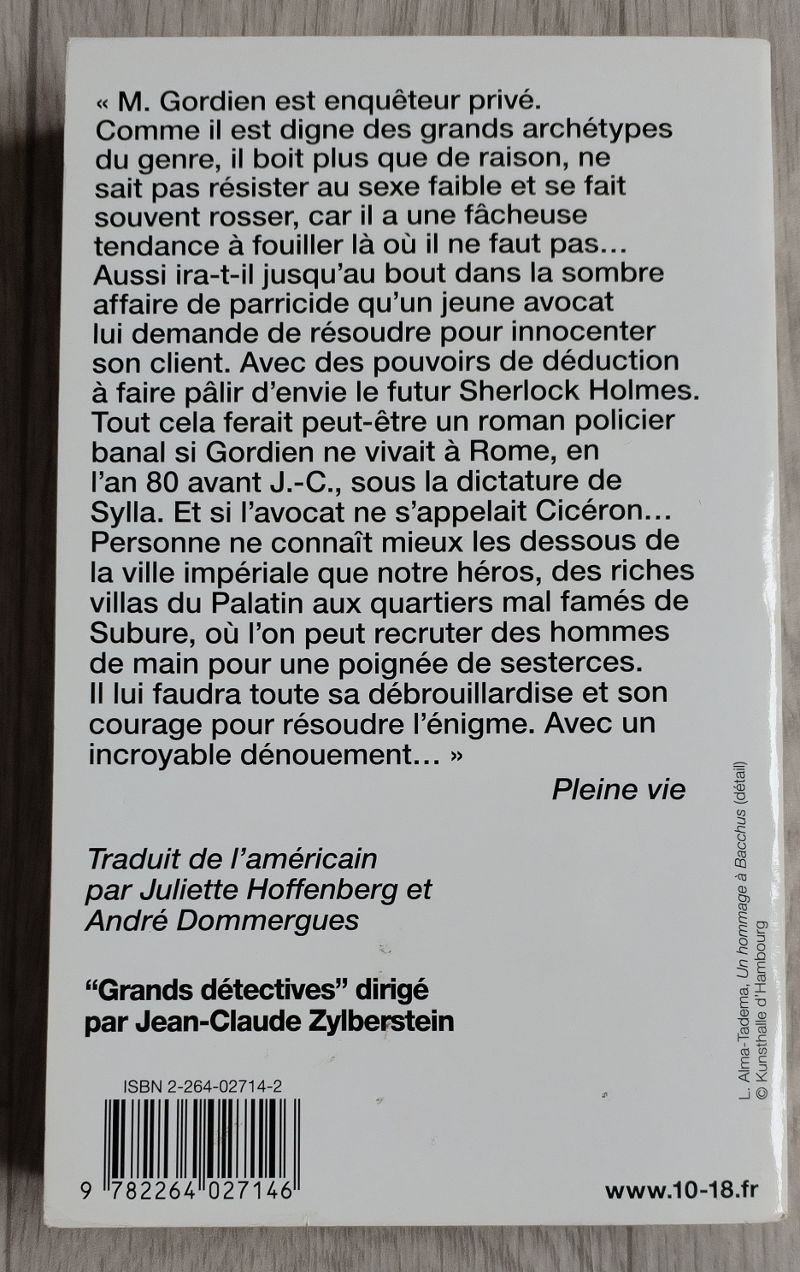 « M. Gordien est enquêteur privé.
Comme il est digne des grands archétypes
du genre, il boit plus que de raison, ne
sait pas résister au sexe faible et se fait
souvent rosser, car il a une fâcheuse
tendance à fouiller là où il ne faut pas...
Aussi ira-t-il jusqu'au bout dans la sombre
affaire de parricide qu'un jeune avocat
lui demande de résoudre pour innocenter
son client. Avec des pouvoirs de déduction
à faire pâlir d'envie le futur Sherlock Holmes.
Tout cela ferait peut-être un roman policier
banal si Gordien ne vivait à Rome, en
l'an 80 avant J.-C., sous la dictature de
Sylla. Et si l'avocat ne s'appelait Cicéron...
Personne ne connaît mieux les dessous de
la ville impériale que notre héros, des riches
villas du Palatin aux quartiers mal famés de
Subure, où l'on peut recruter des hommes
de main pour une poignée de sesterces.
Il lui faudra toute sa débrouillardise et son
courage pour résoudre l'énigme. Avec un
incroyable dénouement... »
Pleine vie
Traduit de l'américain
par Juliette Hoffenberg et
André Dommergues
"Grands détectives" dirigé
par Jean-Claude Zylberstein
ISBN 2-264-02714-2
9 782264 027146
www.10-18.fr
L. Alma-Tadema, Un hommage à Bacchus (détail)
© Kunsthalle d'Hambourg